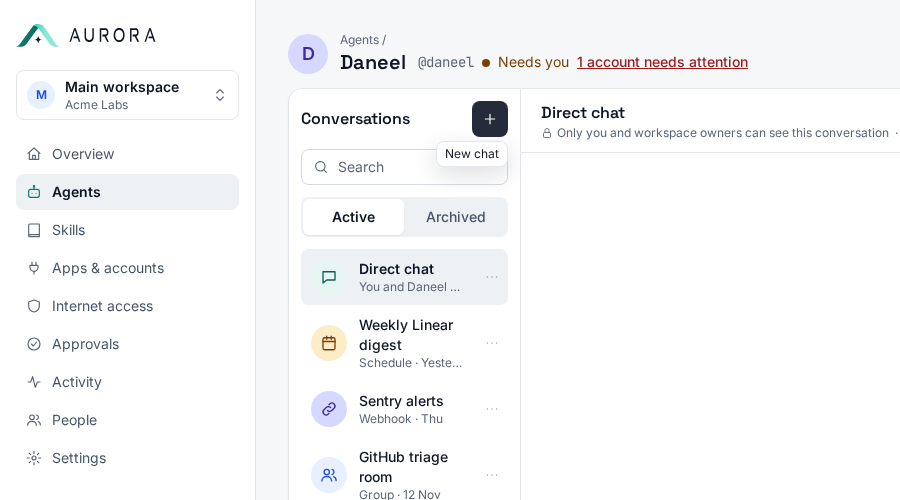 AURORA
M
Main workspace
Acme Labs
Overview
Agents
Skills
Apps & accounts
Internet access
Approvals
Activity
People
Settings
D
Agents /
Daneel @daneel Needs you 1 account needs attention
Conversations
New chat
Search
Active Archived
Direct chat
You and Daneel ...
Weekly Linear
digest
Schedule · Yeste...
Sentry alerts
Webhook · Thu
GitHub triage
room
Group · 12 Nov
Direct chat
Only you and workspace owners can see this conversation ·